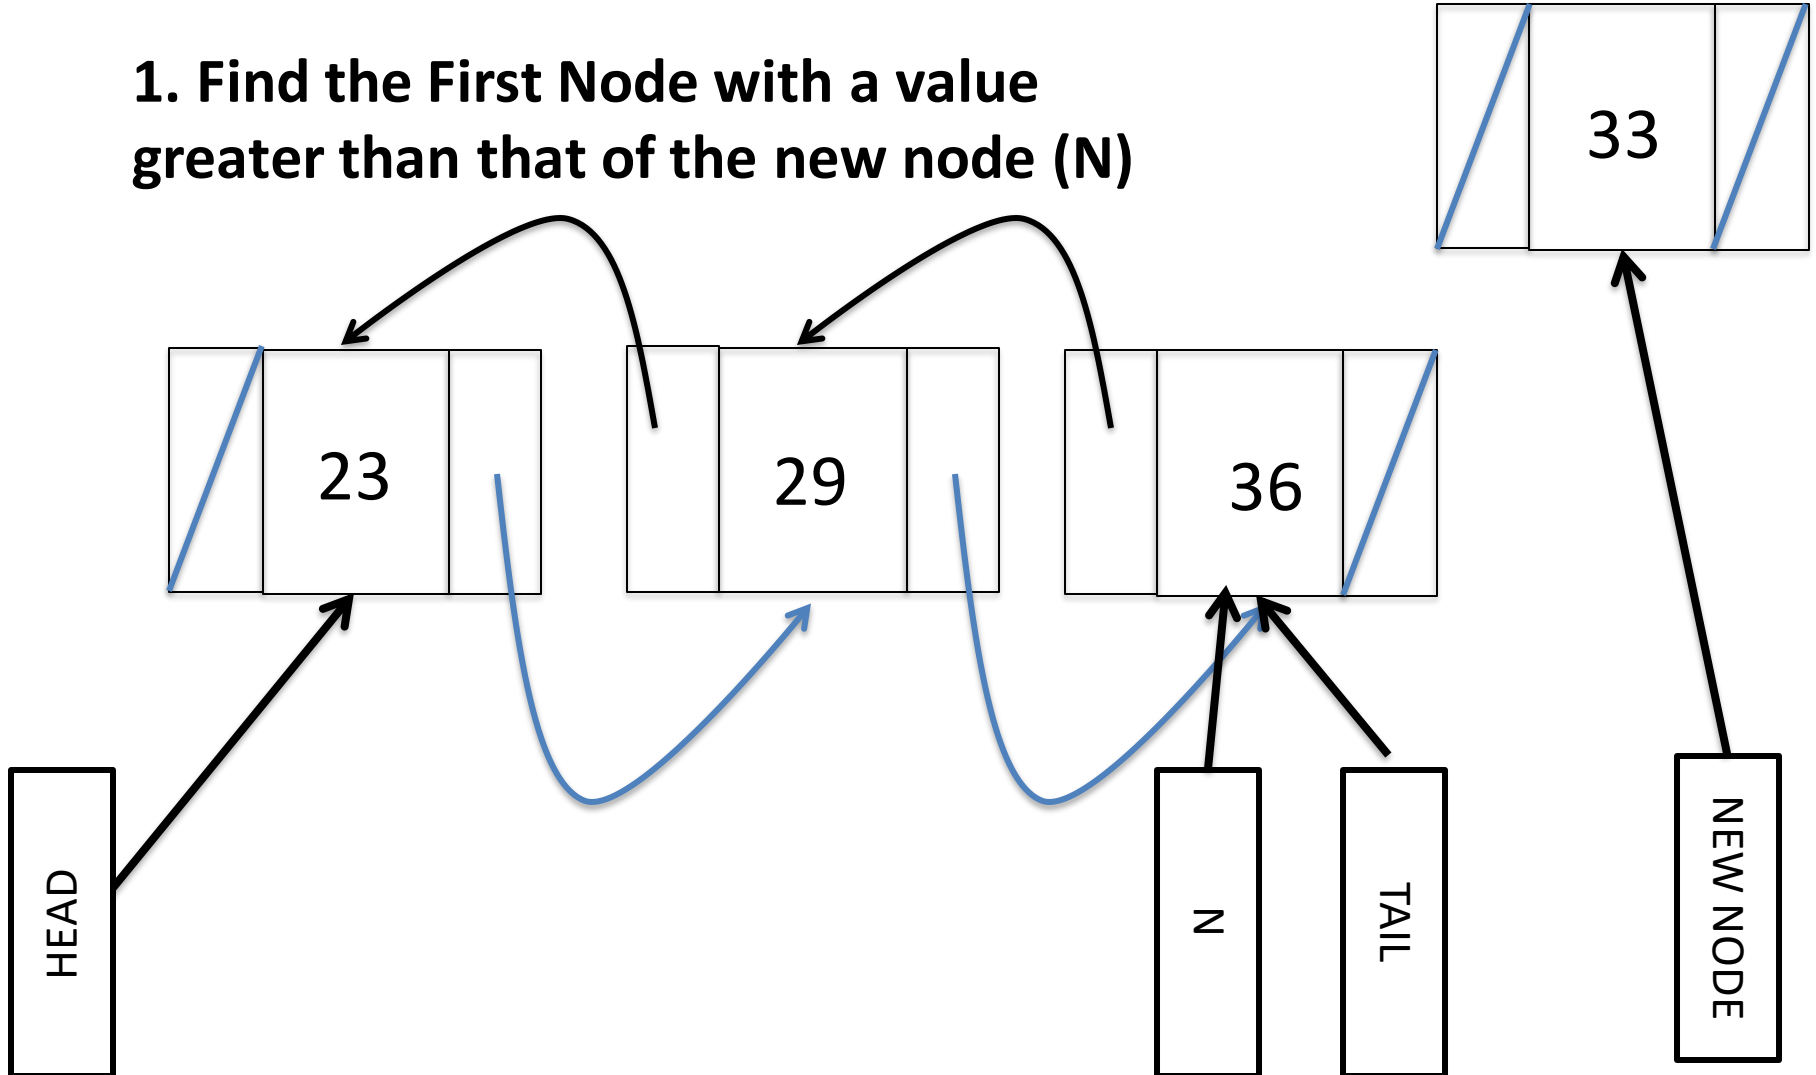 1. Find the First Node with a value
greater than that of the new node (N)
33
23
29
36
HEAD
N
TAIL
NEW NODE